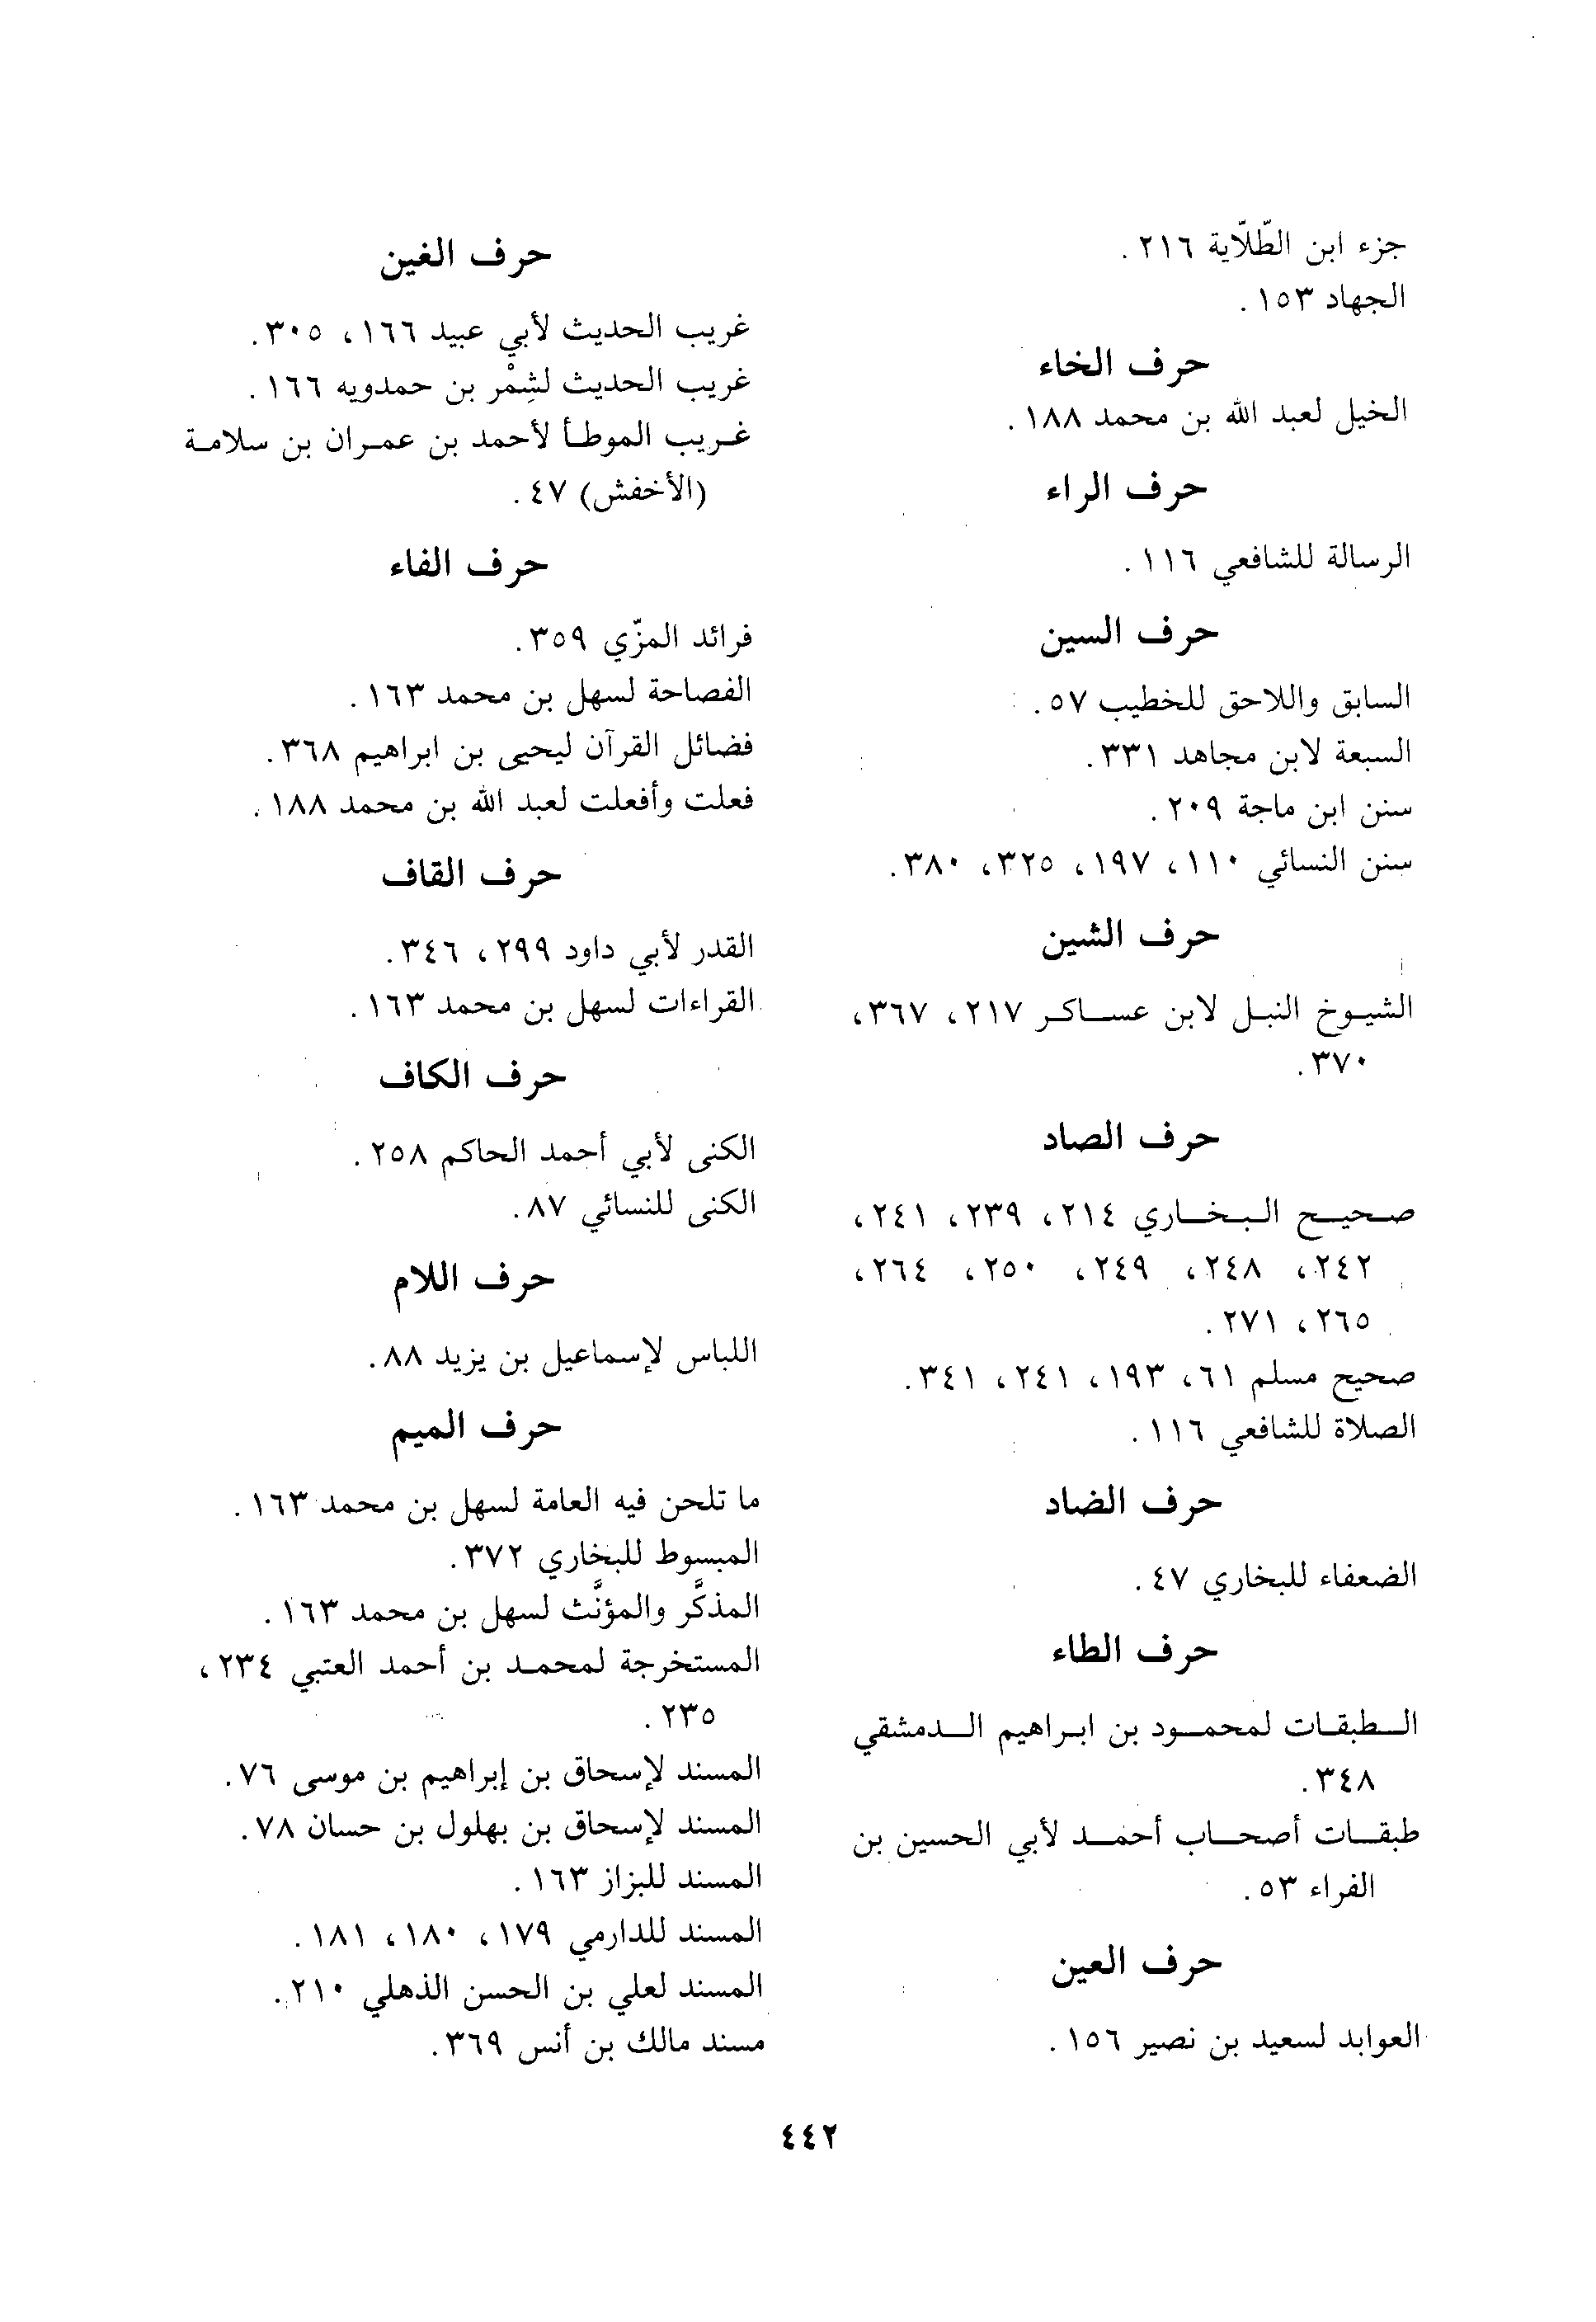 جزء ابن الطّلّاية ٢١٦.
الجهاد ١٥٣.
حرف الخاء
الخيل لعبد الله بن محمد ١٨٨.
حرف الراء
الرسالة للشافعي ١١٦.
حرف السين
السابق واللاحق للخطيب ٥٧.
السبعة لابن مجاهد ٣٣١.
سنن ابن ماجة ٢٠٩.
سنن النسائي ١١٠، ١٩٧، ٣٢٥، ٣٨٠.
حرف الشين
الشيوخ النبل لابن عساكر ٢١٧، ٣٦٧،
٣٧٠.
حرف الصاد
صحيح البخاري ٢١٤، ٢٣٩، ٢٤١،
٢٤٢، ٢٤٨، ٢٤٩، ٢٥٠، ٢٦٤،
٢٦٥، ٢٧١.
صحيح مسلم ٦١، ١٩٣، ٢٤١، ٣٤١.
الصلاة للشافعي ١١٦.
حرف الضاد
الضعفاء للبخاري ٤٧.
حرف الطاء
الطبقات لمحمود بن ابراهيم الدمشقي
٣٤٨.
طبقات أصحاب أحمد لأبي الحسين بن
الفراء ٥٣.
حرف العين
العوابد لسعيد بن نصير ١٥٦.
حرف الغين
غريب الحديث لأبي عبيد ١٦٦، ٣٠٥.
غريب الحديث لشِمْر بن حمدويه ١٦٦.
غريب الموطأ لأحمد بن عمران بن سلامة
(الأخفش) ٤٧.
حرف الفاء
فرائد المزّي ٣٥٩.
الفصاحة لسهل بن محمد ١٦٣.
فضائل القرآن ليحيى بن ابراهيم ٣٦٨.
فعلت وأفعلت لعبد الله بن محمد ١٨٨.
حرف القاف
القدر لأبي داود ٢٩٩، ٣٤٦.
القراءات لسهل بن محمد ١٦٣.
حرف الكاف
الكنى لأبي أحمد الحاكم ٢٥٨.
الكنى للنسائي ٨٧.
حرف اللام
اللباس لإسماعيل بن يزيد ٨٨.
حرف الميم
ما تلحن فيه العامة لسهل بن محمد ١٦٣.
المبسوط للبخاري ٣٧٢.
المذكَّر والمؤنَّث لسهل بن محمد ١٦٣.
المستخرجة لمحمد بن أحمد العتبي ٢٣٤،
٢٣٥.
المسند لإسحاق بن إبراهيم بن موسى ٧٦.
المسند لإسحاق بن بهلول بن حسان ٧٨.
المسند للبزاز ١٦٣.
المسند للدارمي ١٧٩، ١٨٠، ١٨١.
المسند لعلي بن الحسن الذهلي ٢١٠.
مسند مالك بن أنس ٣٦٩.
٤٤٢